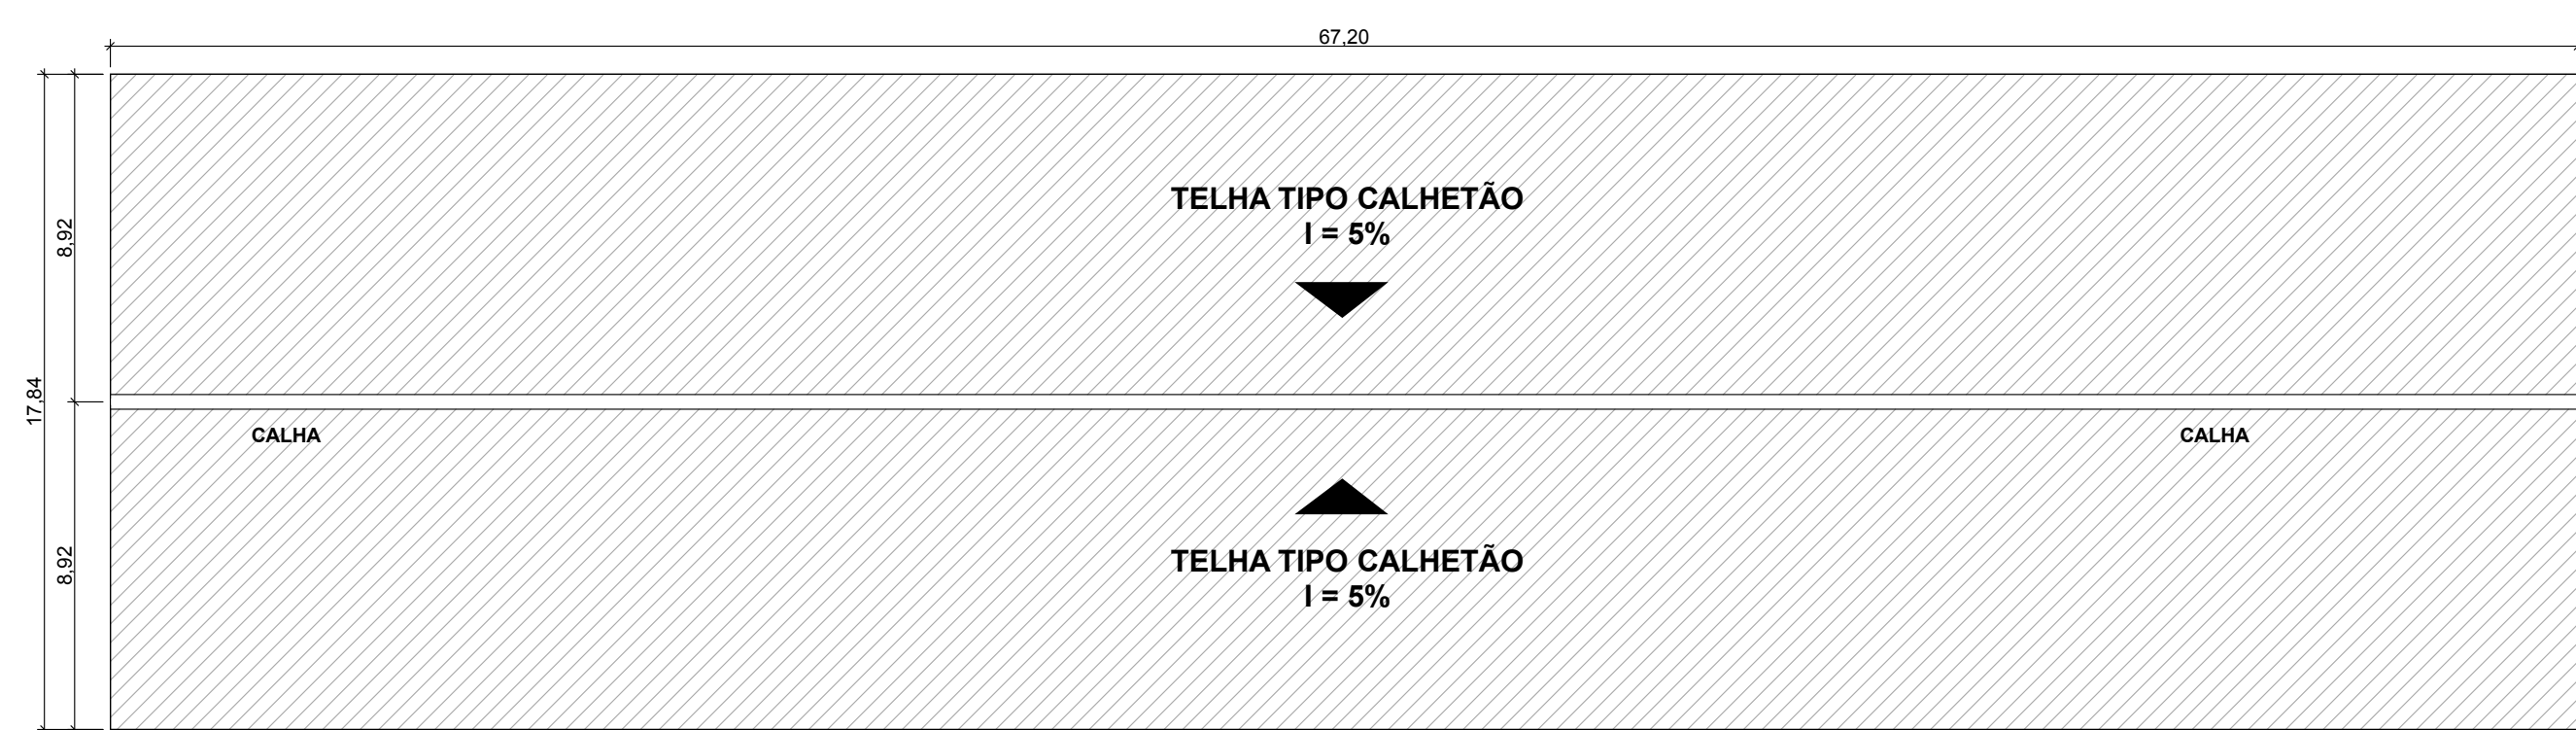 67,20
TELHA TIPO CALHETÃO
I = 5%
8,92
17,84
CALHA
CALHA
8,92
TELHA TIPO CALHETÃO
I = 5%